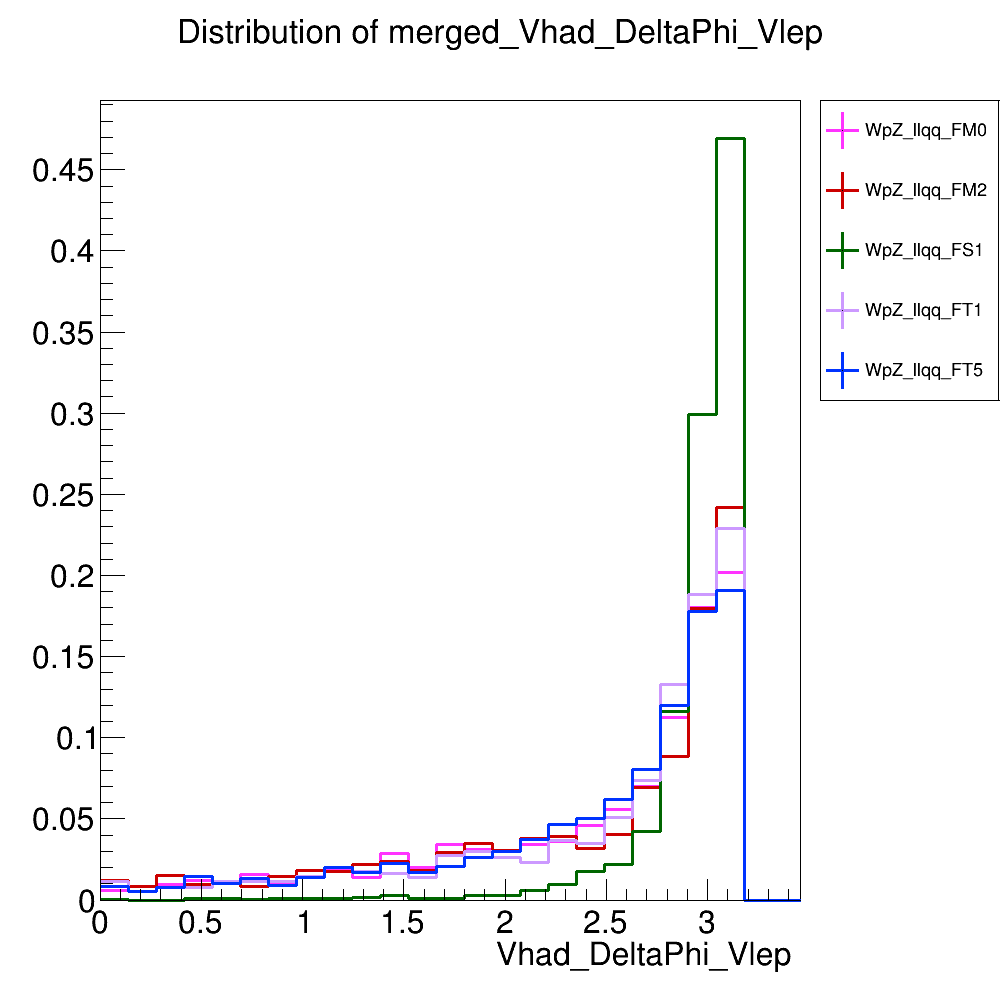 Distribution of merged_Vhad_DeltaPhi_Vlep
WpZ_llqq_FM0
WpZ_llqq_FM2
WpZ_llqq_FS1
WpZ_llqq_FT1
WpZ_llqq_FT5
0.45
0.4
0.35
0.3
0.25
0.2
0.15
0.1
0.05
0
0 0.5 1 1.5 2 2.5 3
Vhad_DeltaPhi_Vlep